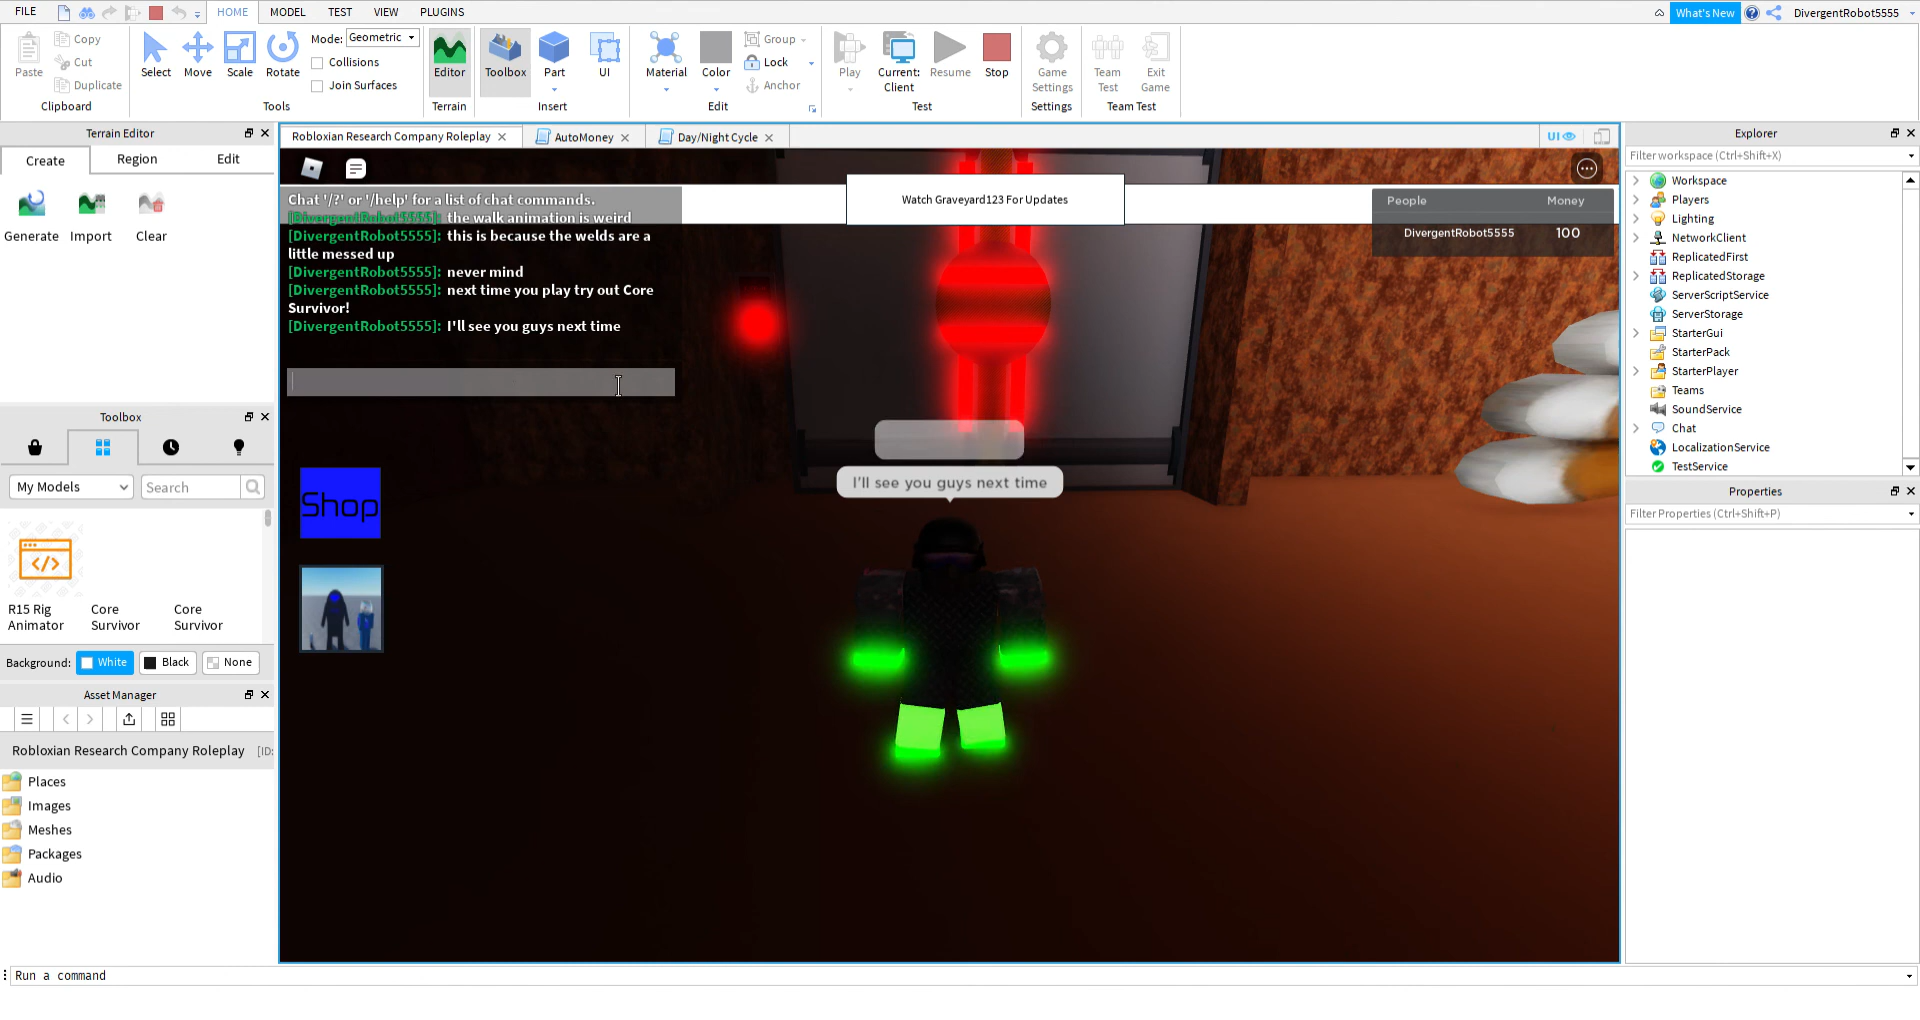 FILE HOME MODEL TEST VIEW PLUGINS What's New DivergentRobot5555
Paste Copy Cut Duplicate Clipboard
Select Move Scale Rotate Mode: Geometric Collisions Join Surfaces Tools
Editor Terrain
Toolbox Part UI Insert
Material Color Group Lock Anchor Edit
Play Current: Client Resume Stop Test
Game Settings Settings
Team Test Exit Game Team Test
Terrain Editor
Create Region Edit
Generate Import Clear
Toolbox
My Models Search
R15 Rig Animator
Core Survivor
Core Survivor
Background: White Black None
Asset Manager
Robloxian Research Company Roleplay [ID:
Places
Images
Meshes
Packages
Audio
Robloxian Research Company Roleplay AutoMoney Day/Night Cycle UI
Chat '/?' or '/help' for a list of chat commands.
[DivergentRobot5555]: the walk animation is weird
[DivergentRobot5555]: this is because the welds are a
little messed up
[DivergentRobot5555]: never mind
[DivergentRobot5555]: next time you play try out Core
Survivor!
[DivergentRobot5555]: I'll see you guys next time
Watch Graveyard123 For Updates
People Money
DivergentRobot5555 100
Shop
I'll see you guys next time
Explorer
Filter workspace (Ctrl+Shift+X)
Workspace
Players
Lighting
NetworkClient
ReplicatedFirst
ReplicatedStorage
ServerScriptService
ServerStorage
StarterGui
StarterPack
StarterPlayer
Teams
SoundService
Chat
LocalizationService
TestService
Properties
Filter Properties (Ctrl+Shift+P)
Run a command